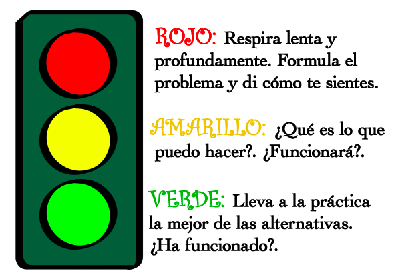 ROJO: Respira lenta y
profundamente. Formula el
problema y di cómo te sientes.
AMARILLO: ¿Qué es lo que
puedo hacer?. ¿Funcionará?.
VERDE: Lleva a la práctica
la mejor de las alternativas.
¿Ha funcionado?.